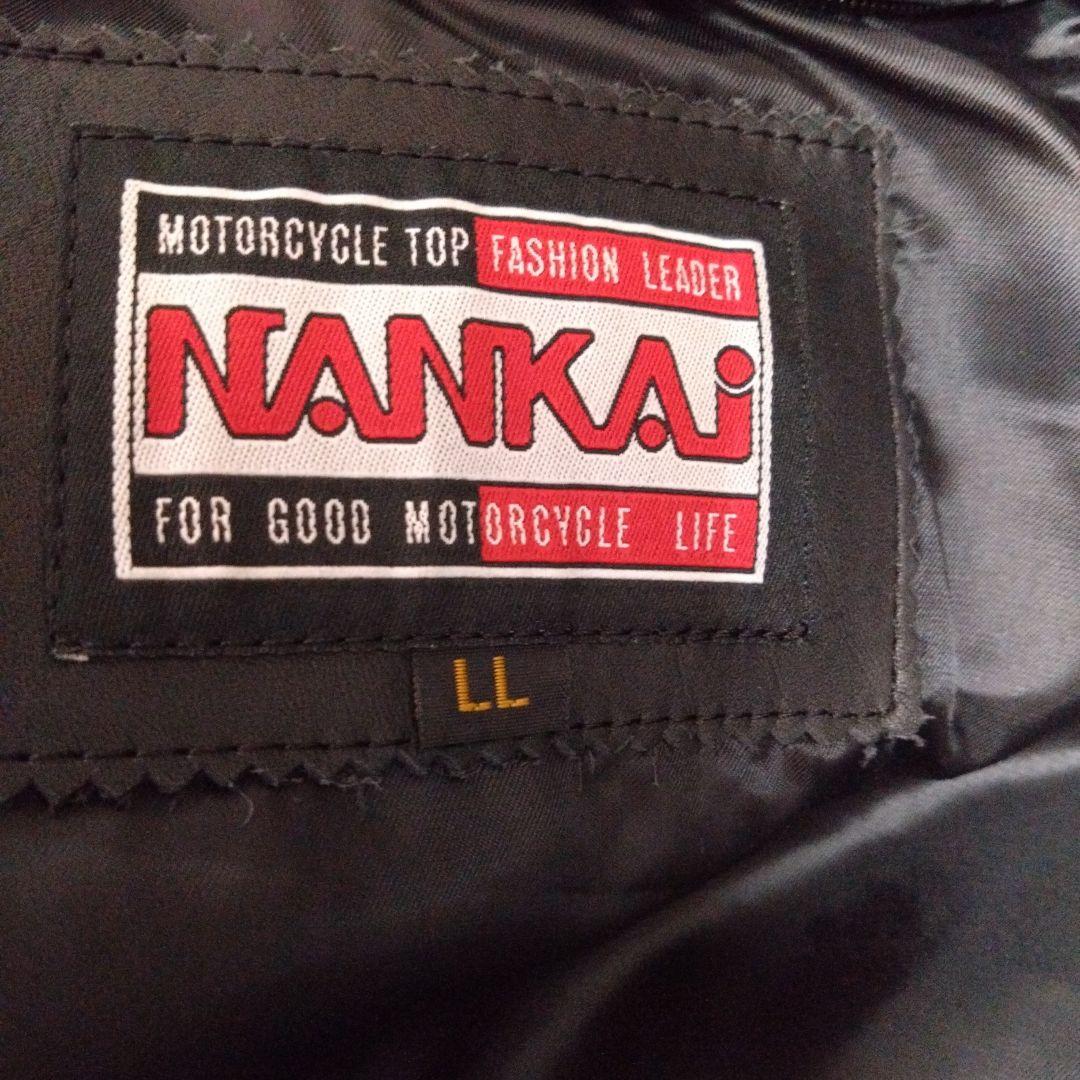 MOTORCYCLE TOP FASHION LEADER
NANKAi
FOR GOOD MOTORCYCLE LIFE
LL